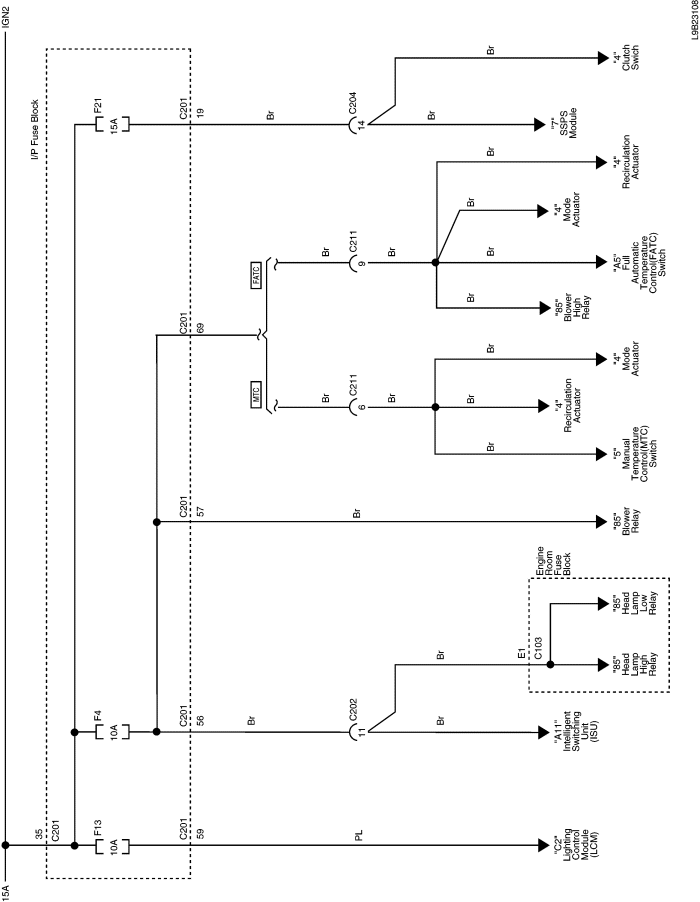 15A
IGN2
35
C201
I/P Fuse Block
F13
10A
F4
10A
F21
15A
C201
59
C201
56
C201
57
C201
69
C201
19
PL
Br
C202
11
Br
Br
E1
C103
Engine
Room
Fuse
Block
Br
MTC
FATC
Br
C211
6
Br
Br
Br
Br
Br
C211
9
Br
Br
Br
Br
Br
Br
C204
14
Br
Br
"C2"
Lighting
Control
Module
(LCM)
"A11"
Intelligent
Switching
Unit
(ISU)
"85"
Head
Lamp
High
Relay
"85"
Head
Lamp
Low
Relay
"85"
Blower
Relay
"5"
Manual
Temperature
Control(MTC)
Switch
"4"
Recirculation
Actuator
"4"
Mode
Actuator
"85"
Blower
High
Relay
"A5"
Full
Automatic
Temperature
Control(FATC)
Switch
"4"
Mode
Actuator
"4"
Recirculation
Actuator
"7"
SSPS
Module
"4"
Clutch
Swich
L9B23108